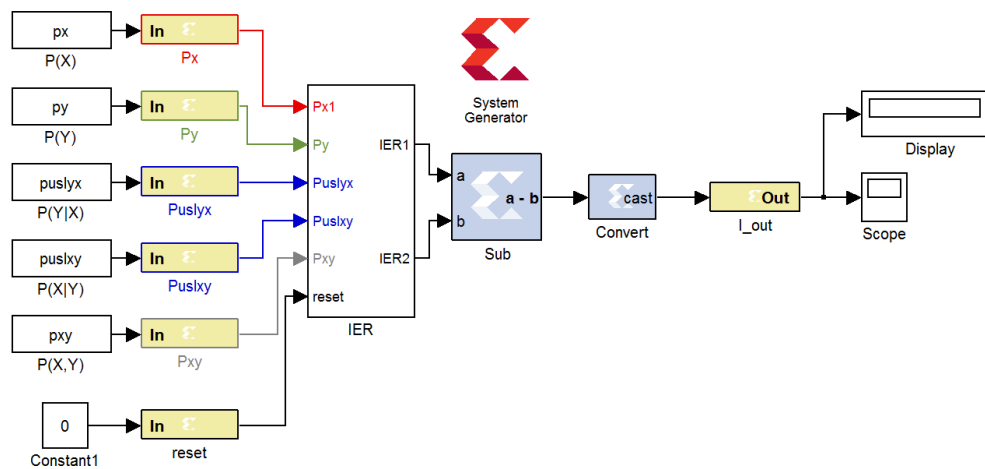 px
P(X)
In
Px
py
P(Y)
In
Py
puslyx
P(Y|X)
In
Puslyx
puslxy
P(X|Y)
In
Puslxy
pxy
P(X,Y)
In
Pxy
0
Constant1
In
reset
Px1
Py
Puslyx
Puslxy
Pxy
reset
IER1
IER2
IER
System
Generator
a
b
a - b
Sub
cast
Convert
Out
I_out
Display
Scope